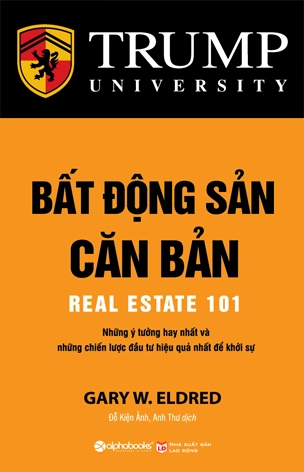 TRUMP
UNIVERSITY
BẤT ĐỘNG SẢN
CĂN BẢN
REAL ESTATE 101
Những ý tưởng hay nhất và
những chiến lược đầu tư hiệu quả nhất để khởi sự
GARY W. ELDRED
Đỗ Kiện Ảnh, Anh Thư dịch
alphabooks
NHÀ XUẤT BẢN
LAO ĐỘNG